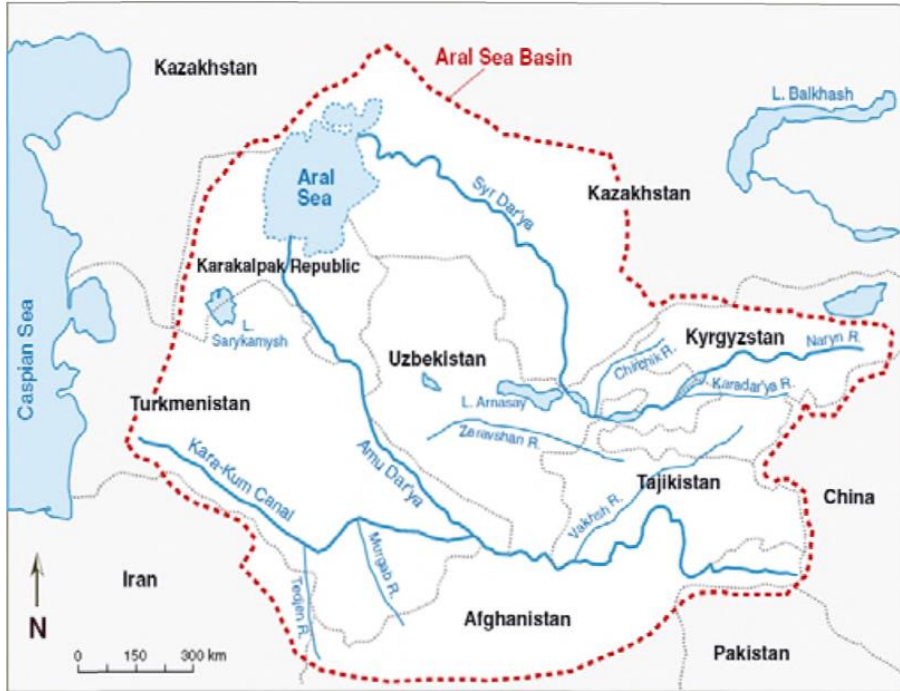 Aral Sea Basin
Kazakhstan
L. Balkhash
Aral
Sea
Syr Dar'ya
Kazakhstan
Karakalpak Republic
Caspian Sea
L.
Sarykamysh
Uzbekistan
Chirchik R.
Kyrgyzstan
Naryn R.
Karadar'ya R.
L. Arnasay
Zeravshan R.
Turkmenistan
Kara-Kum Canal
Amu Dar'ya
Vakhsh R.
Tajikistan
China
Iran
Tedjen R.
Murgab R.
Afghanistan
Pakistan
N
0 150 300 km